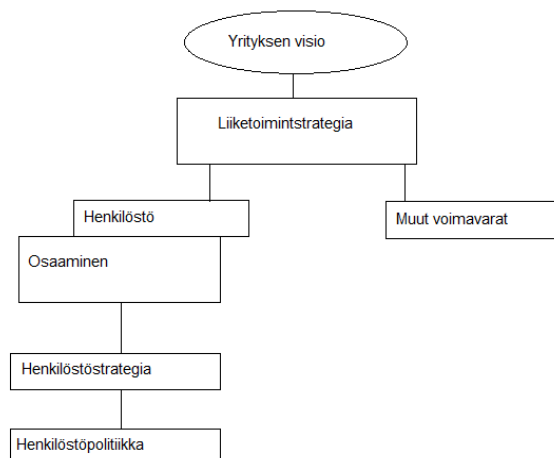 Yrityksen visio
Liiketoimintstrategia
Henkilöstö
Muut voimavarat
Osaaminen
Henkilöstöstrategia
Henkilöstöpolitiikka